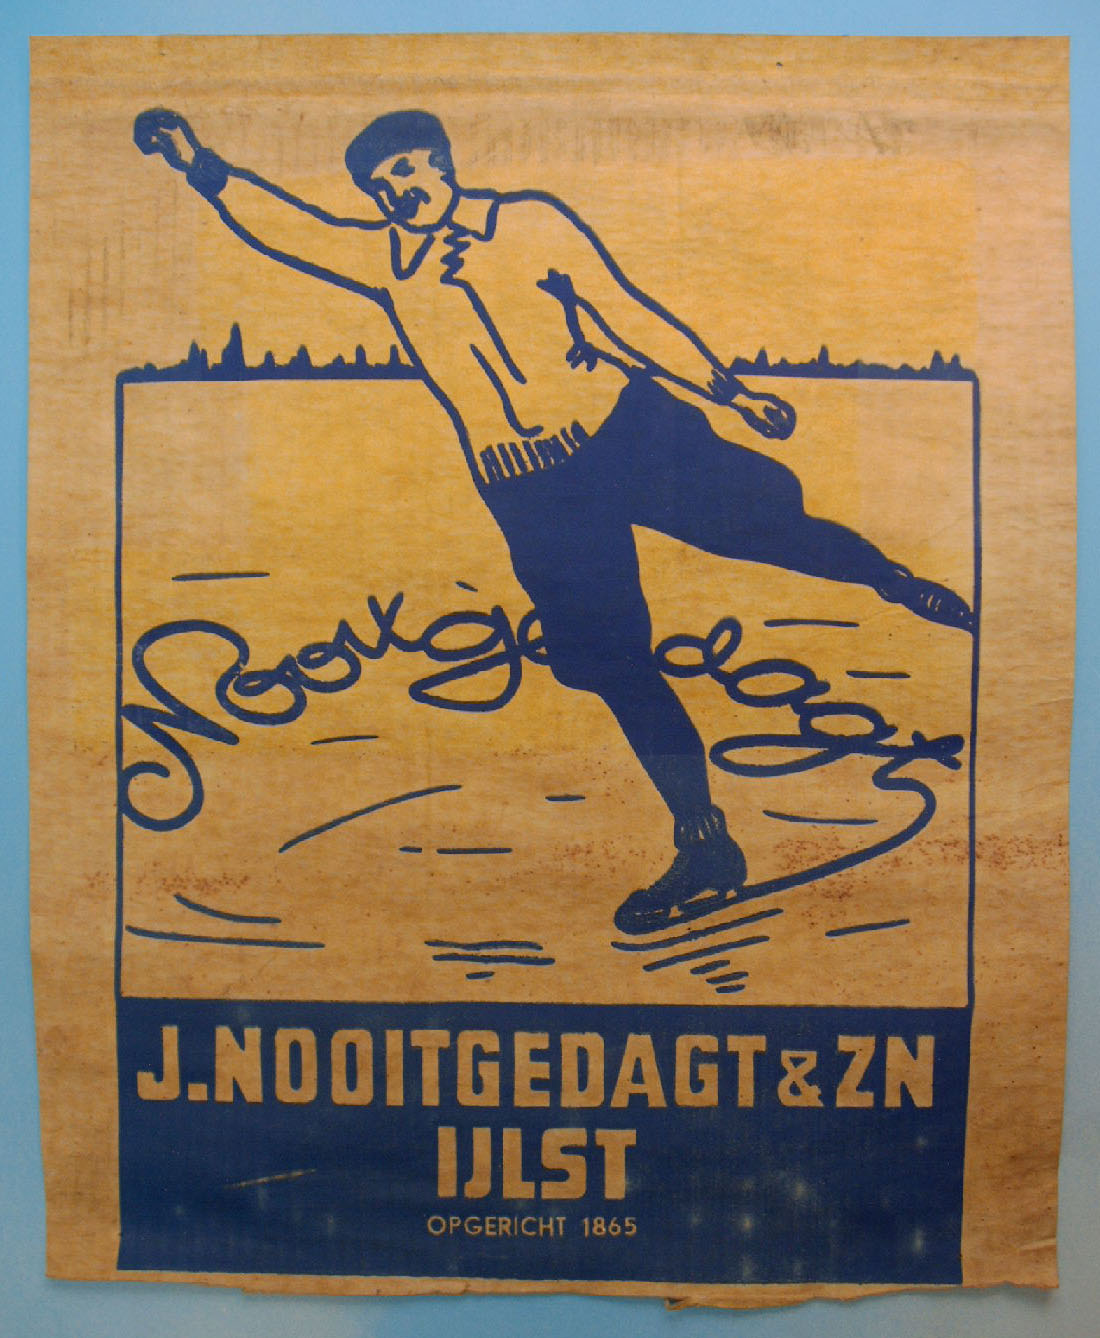 Nooitgedagt
J.NOOITGEDAGT & ZN
IJLST
OPGERICHT 1865